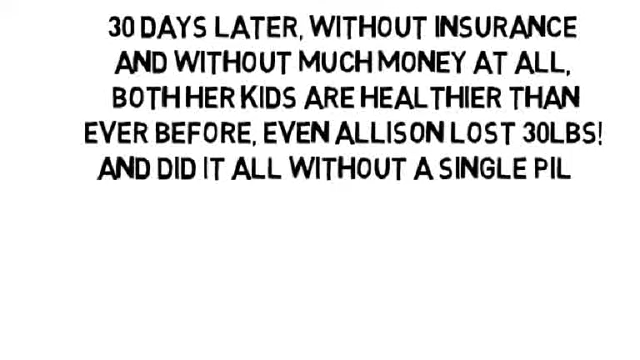 30 DAYS LATER, WITHOUT INSURANCE
AND WITHOUT MUCH MONEY AT ALL,
BOTH HER KIDS ARE HEALTHIER THAN
EVER BEFORE, EVEN ALLISON LOST 30LBS!
AND DID IT ALL WITHOUT A SINGLE PIL